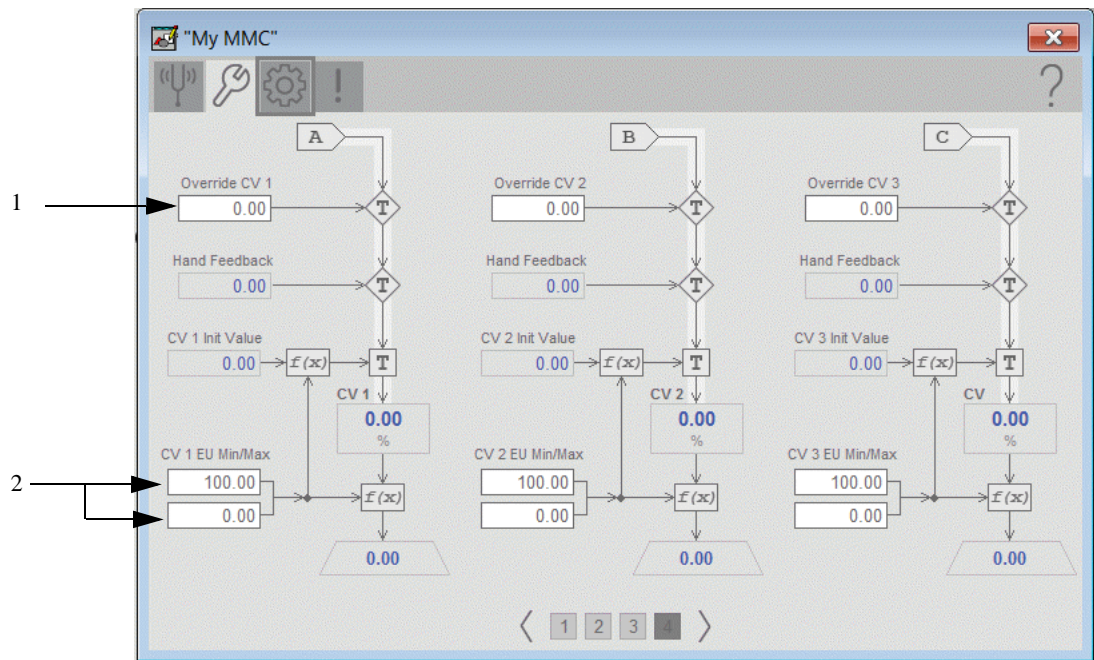 "My MMC"
A B C
Override CV 1 Override CV 2 Override CV 3
1
0.00 T 0.00 T 0.00 T
Hand Feedback Hand Feedback Hand Feedback
0.00 T 0.00 T 0.00 T
CV 1 Init Value CV 2 Init Value CV 3 Init Value
0.00 f(x) T 0.00 f(x) T 0.00 f(x) T
CV 1 CV 2 CV
0.00 0.00 0.00
% % %
CV 1 EU Min/Max CV 2 EU Min/Max CV 3 EU Min/Max
2
100.00 100.00 100.00
f(x) f(x) f(x)
0.00 0.00 0.00
0.00 0.00 0.00
1 2 3 4